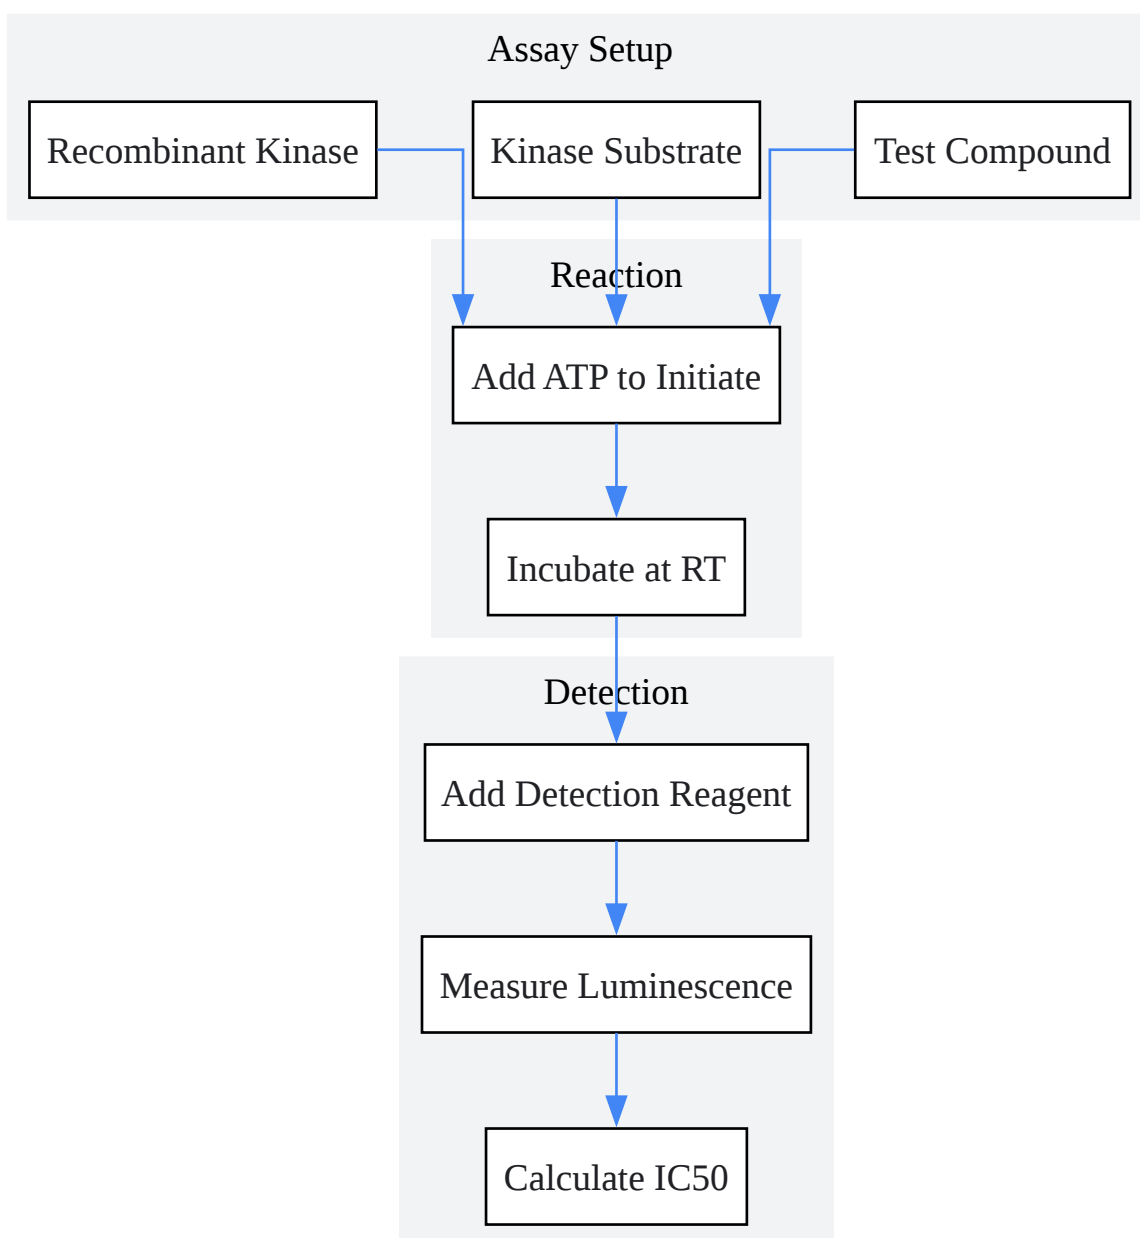 Assay Setup
Recombinant Kinase
Kinase Substrate
Test Compound
Reaction
Add ATP to Initiate
Incubate at RT
Detection
Add Detection Reagent
Measure Luminescence
Calculate IC50